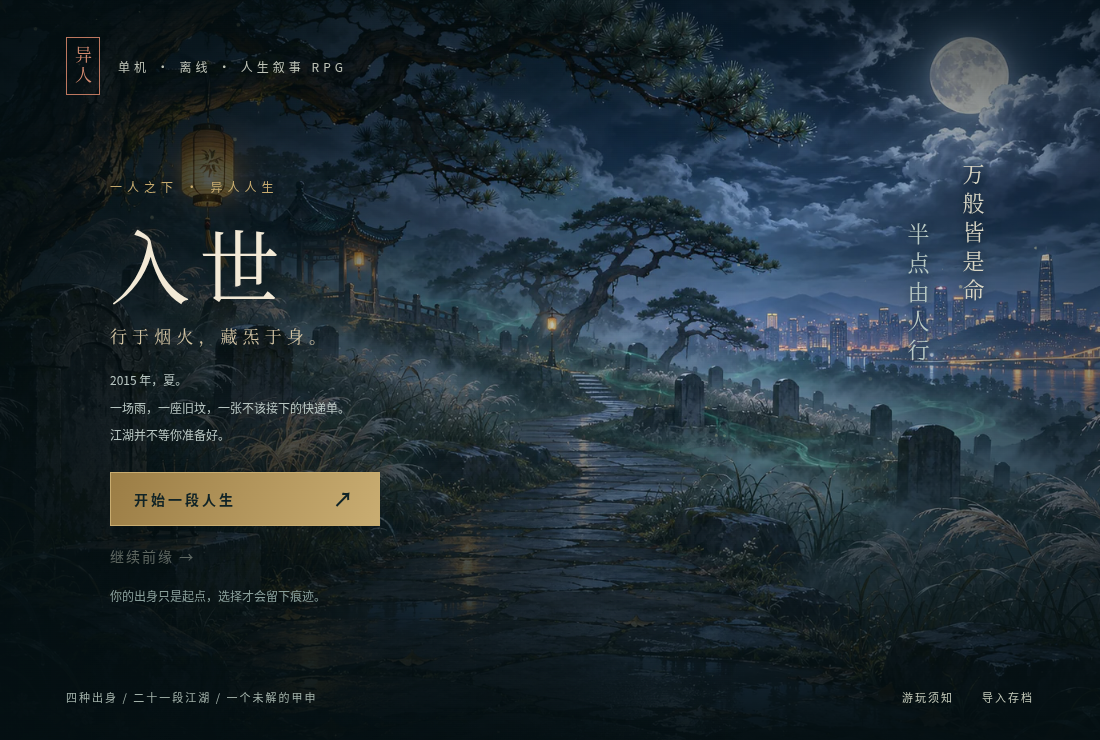 异人
单机 · 离线 · 人生叙事 RPG
一人之下 · 异人人生
入世
行于烟火，藏炁于身。
2015 年，夏。
一场雨，一座旧坟，一张不该接下的快递单。
江湖并不等你准备好。
开始一段人生 ↗
继续前缘 →
你的出身只是起点，选择才会留下痕迹。
万般皆是命
半点由人行
四种出身 / 二十一段江湖 / 一个未解的甲申
游玩须知
导入存档